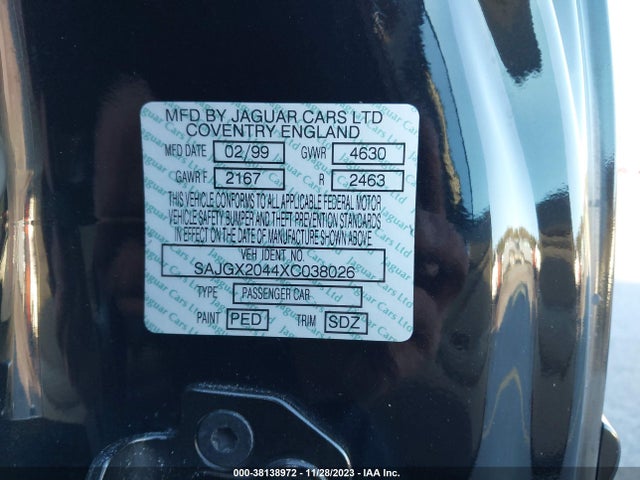 MFD BY JAGUAR CARS LTD
COVENTRY ENGLAND
MFD DATE 02/99 GVWR 4630
GAWR F. 2167 R 2463
THIS VEHICLE CONFORMS TO ALL APPLICABLE FEDERAL MOTOR
VEHICLE SAFETY BUMPER AND THEFT PREVENTION STANDARDS
IN EFFECT ON DATE OF MANUFACTURE SHOWN ABOVE.
VEH IDENT. NO.
SAJGX2044XC038026
TYPE PASSENGER CAR
PAINT PED TRIM SDZ
000-38138972 - 11/28/2023 - IAA Inc.